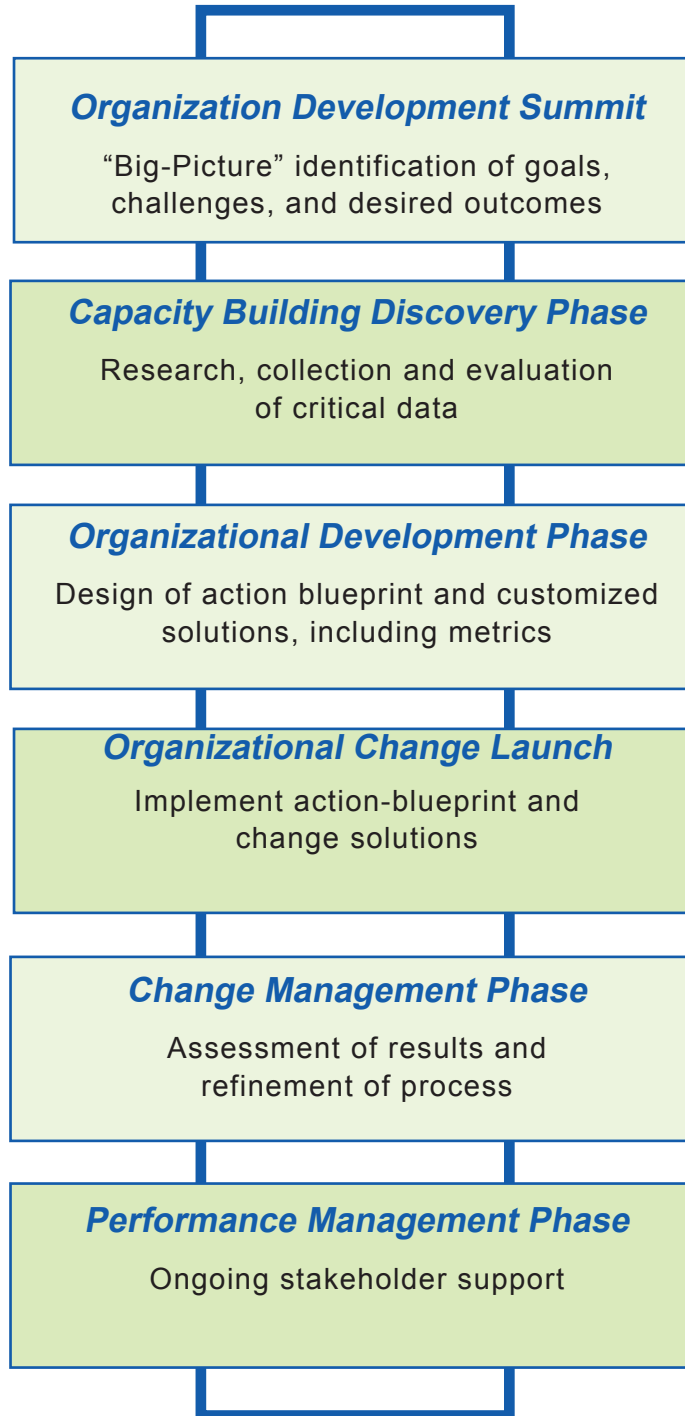 Organization Development Summit
“Big-Picture” identification of goals,
challenges, and desired outcomes
Capacity Building Discovery Phase
Research, collection and evaluation
of critical data
Organizational Development Phase
Design of action blueprint and customized
solutions, including metrics
Organizational Change Launch
Implement action-blueprint and
change solutions
Change Management Phase
Assessment of results and
refinement of process
Performance Management Phase
Ongoing stakeholder support